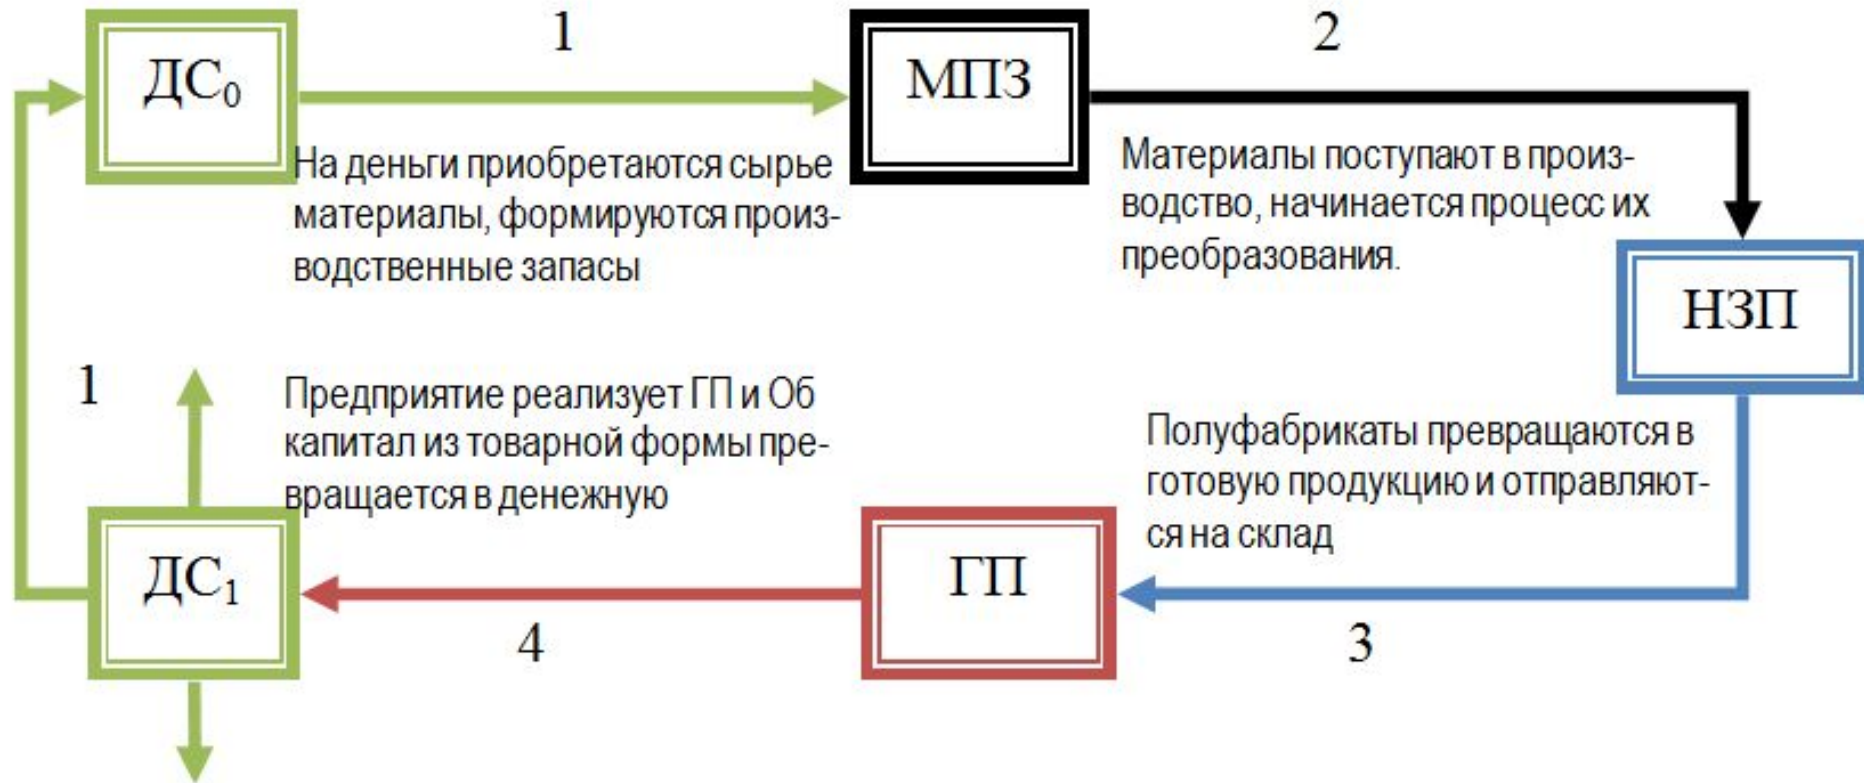 1
2
ДС₀
МПЗ
На деньги приобретаются сырье
материалы, формируются произ-
водственные запасы
Материалы поступают в произ-
водство, начинается процесс их
преобразования.
НЗП
1
Предприятие реализует ГП и Об
капитал из товарной формы пре-
вращается в денежную
Полуфабрикаты превращаются в
готовую продукцию и отправляют-
ся на склад
ДС₁
ГП
4
3